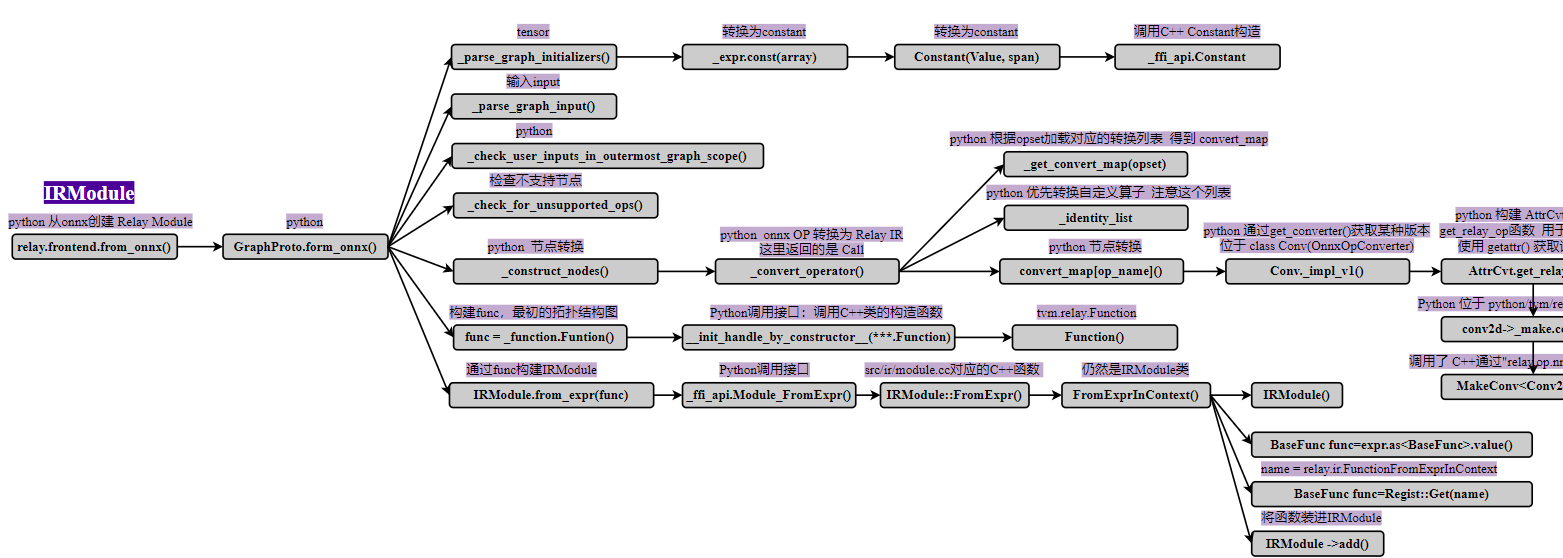 IRModule
python 从onnx创建 Relay Module
relay.frontend.from_onnx()
python
GraphProto.form_onnx()
tensor
_parse_graph_initializers()
转换为constant
_expr.const(array)
转换为constant
Constant(Value, span)
调用C++ Constant构造
_ffi_api.Constant
输入input
_parse_graph_input()
python
_check_user_inputs_in_outermost_graph_scope()
检查不支持节点
_check_for_unsupported_ops()
python 节点转换
_construct_nodes()
python onnx OP 转换为 Relay IR
这里返回的是 Call
_convert_operator()
python 根据opset加载对应的转换列表 得到 convert_map
_get_convert_map(opset)
python 优先转换自定义算子 注意这个列表
_identity_list
python 节点转换
convert_map[op_name]()
python 通过get_converter()获取某种版本
位于 class Conv(OnnxOpConverter)
Conv._impl_v1()
python 构建 AttrCvt
get_relay_op函数 用于
使用 getattr() 获取
AttrCvt.get_relay
Python 位于 python/tvm/re
conv2d->_make.c
调用了 C++通过"relay.op.nn
MakeConv<Conv2
构建func，最初的拓扑结构图
func = _function.Funtion()
Python调用接口：调用C++类的构造函数
__init_handle_by_constructor__(***.Function)
tvm.relay.Function
Function()
通过func构建IRModule
IRModule.from_expr(func)
Python调用接口
_ffi_api.Module_FromExpr()
src/ir/module.cc对应的C++函数
IRModule::FromExpr()
仍然是IRModule类
FromExprInContext()
IRModule()
BaseFunc func=expr.as<BaseFunc>.value()
name = relay.ir.FunctionFromExprInContext
BaseFunc func=Regist::Get(name)
将函数装进IRModule
IRModule ->add()